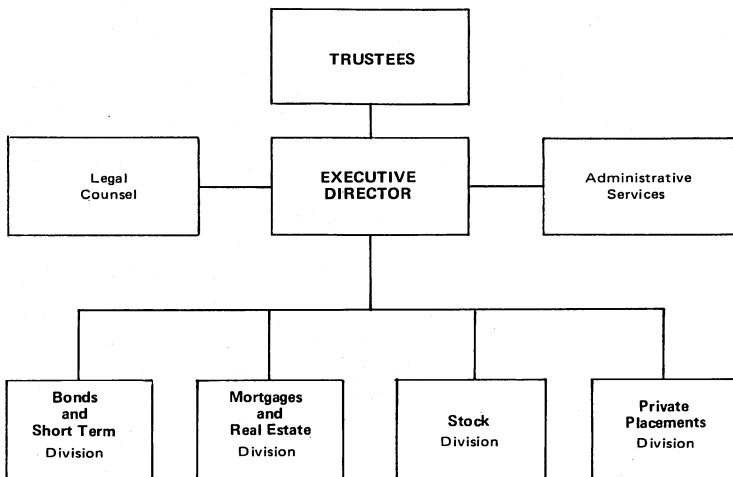 TRUSTEES
Legal
Counsel
EXECUTIVE
DIRECTOR
Administrative
Services
Bonds
and
Short Term
Division
Mortgages
and
Real Estate
Division
Stock
Division
Private
Placements
Division